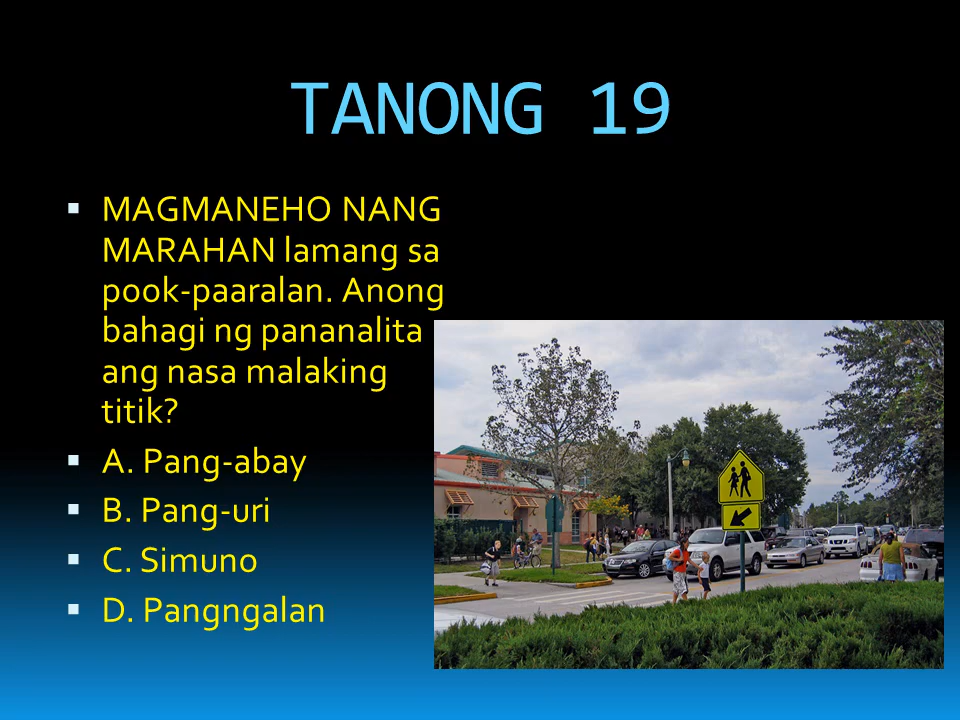 TANONG 19
▪ MAGMANEHO NANG
MARAHAN lamang sa
pook-paaralan. Anong
bahagi ng pananalita
ang nasa malaking
titik?
▪ A. Pang-abay
▪ B. Pang-uri
▪ C. Simuno
▪ D. Pangngalan